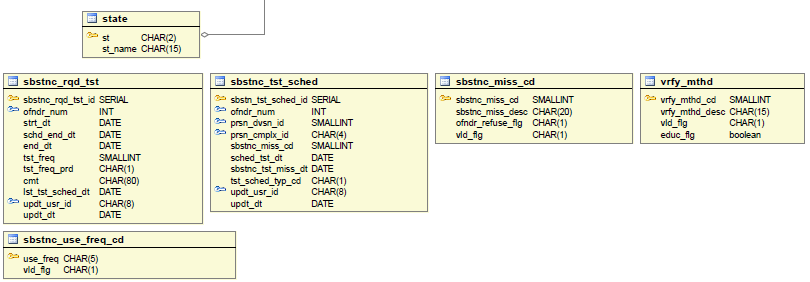 state
st CHAR(2)
st_name CHAR(15)
sbstnc_rqd_tst
sbstnc_rqd_tst_id SERIAL
ofndr_num INT
strt_dt DATE
schd_end_dt DATE
end_dt DATE
tst_freq SMALLINT
tst_freq_prd CHAR(1)
cmt CHAR(80)
lst_tst_sched_dt DATE
updt_usr_id CHAR(8)
updt_dt DATE
sbstnc_tst_sched
sbstn_tst_sched_id SERIAL
ofndr_num INT
prsn_dvsn_id SMALLINT
prsn_cmplx_id CHAR(4)
sbstnc_miss_cd SMALLINT
sched_tst_dt DATE
sbstnc_tst_miss_dt DATE
tst_sched_typ_cd CHAR(1)
updt_usr_id CHAR(8)
updt_dt DATE
sbstnc_miss_cd
sbstnc_miss_cd SMALLINT
sbstnc_miss_desc CHAR(20)
ofndr_refuse_flg CHAR(1)
vld_flg CHAR(1)
vrfy_mthd
vrfy_mthd_cd SMALLINT
vrfy_mthd_desc CHAR(15)
vld_flg CHAR(1)
educ_flg boolean
sbstnc_use_freq_cd
use_freq CHAR(5)
vld_flg CHAR(1)